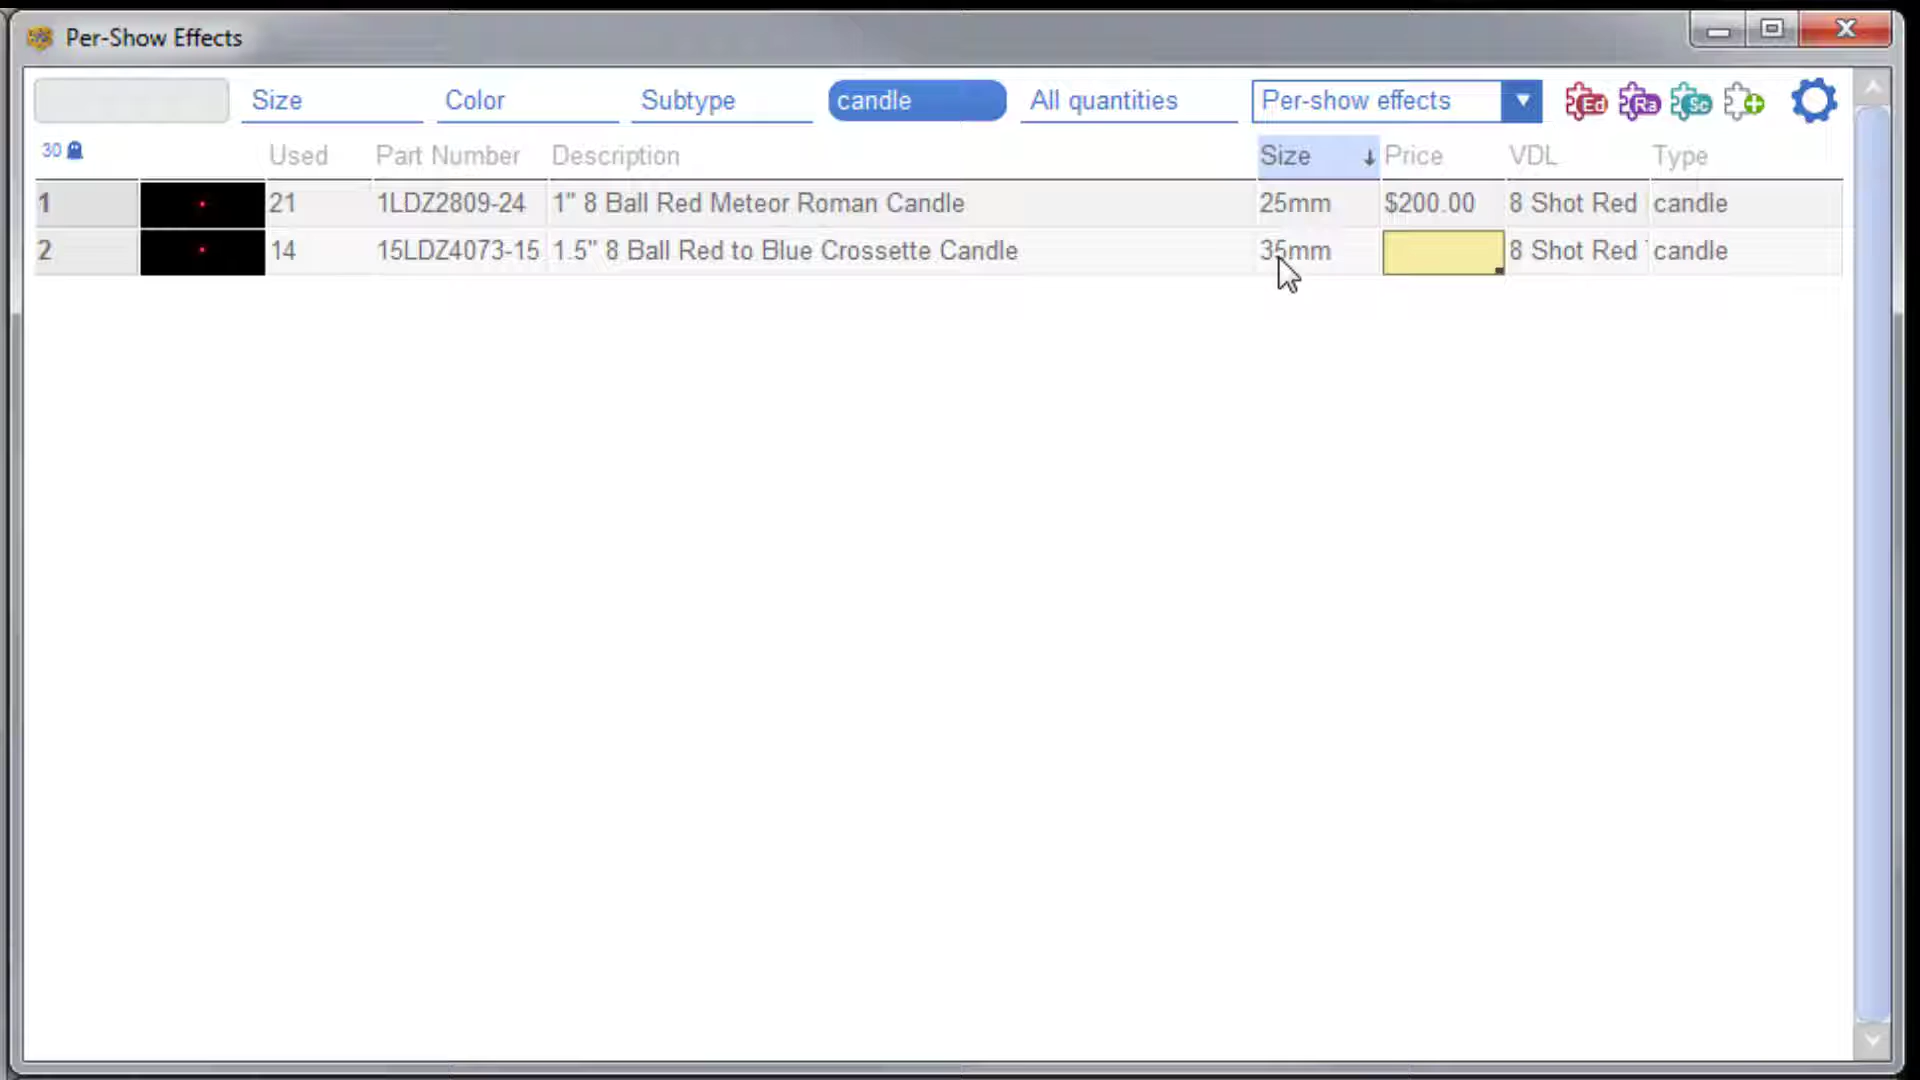 Per-Show Effects
Size Color Subtype candle All quantities Per-show effects Ed Ra Sc
30 Used Part Number Description Size Price VDL Type
1 21 1LDZ2809-24 1" 8 Ball Red Meteor Roman Candle 25mm $200.00 8 Shot Red candle
2 14 15LDZ4073-15 1.5" 8 Ball Red to Blue Crossette Candle 35mm 8 Shot Red candle